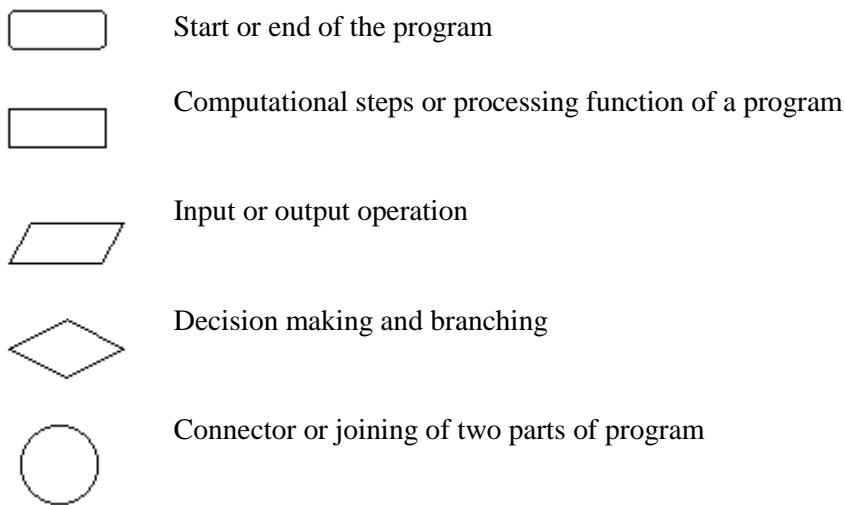 Start or end of the program
Computational steps or processing function of a program
Input or output operation
Decision making and branching
Connector or joining of two parts of program